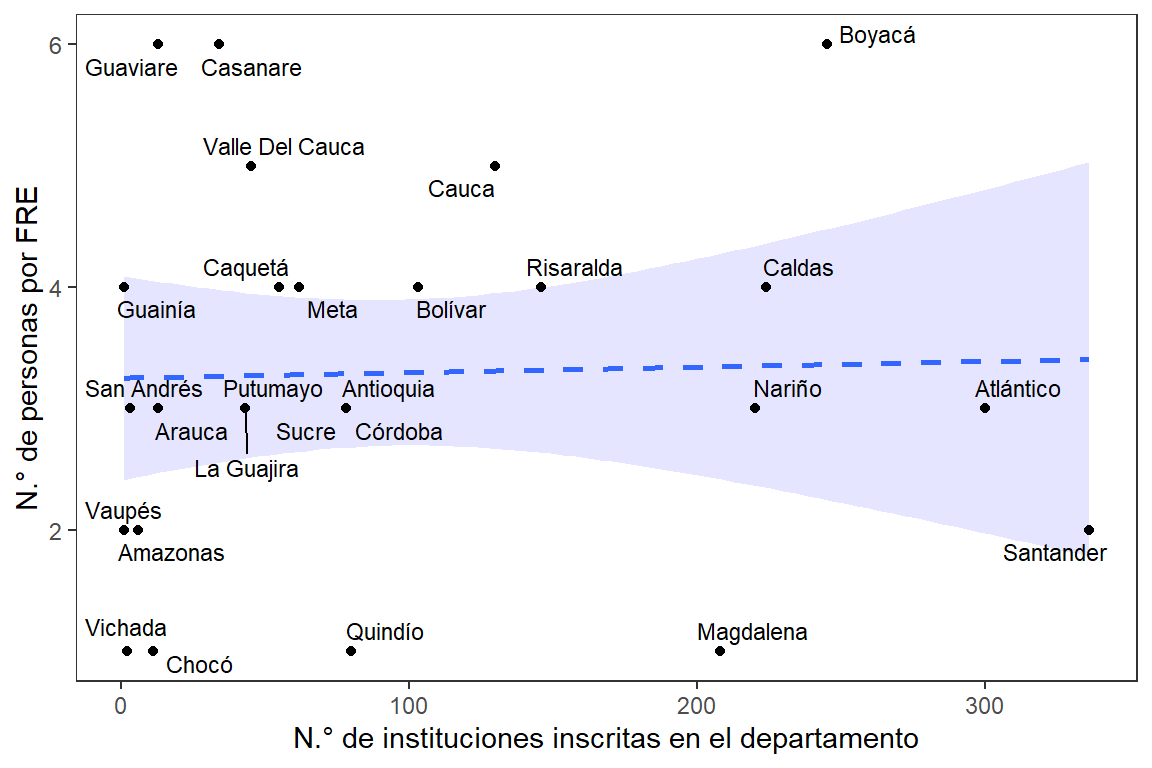 6
Boyacá
Guaviare
Casanare
Valle Del Cauca
Cauca
Caquetá
Risaralda
Caldas
4
Guainía
Meta
Bolívar
San Andrés
Putumayo
Antioquia
Nariño
Atlántico
Arauca
Sucre
Córdoba
La Guajira
Vaupés
2
Amazonas
Santander
Vichada
Quindío
Magdalena
Chocó
0
100
200
300
N.° de instituciones inscritas en el departamento
N.° de personas por FRE